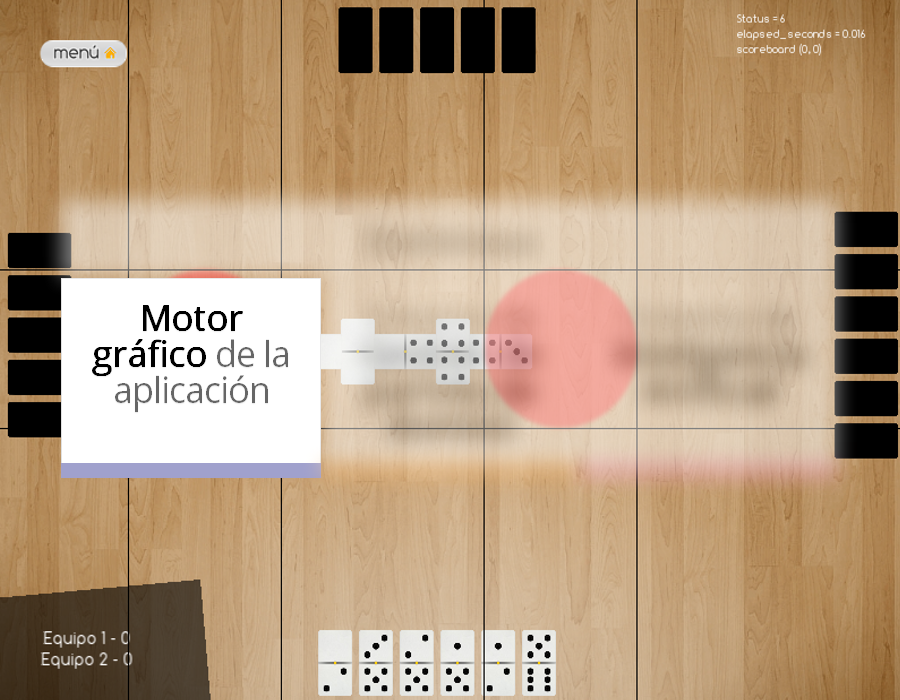 menú
Status = 6
elapsed_seconds = 0.016
scoreboard (0, 0)
Motor
gráfico de la
aplicación
Equipo 1 - 0
Equipo 2 - 0